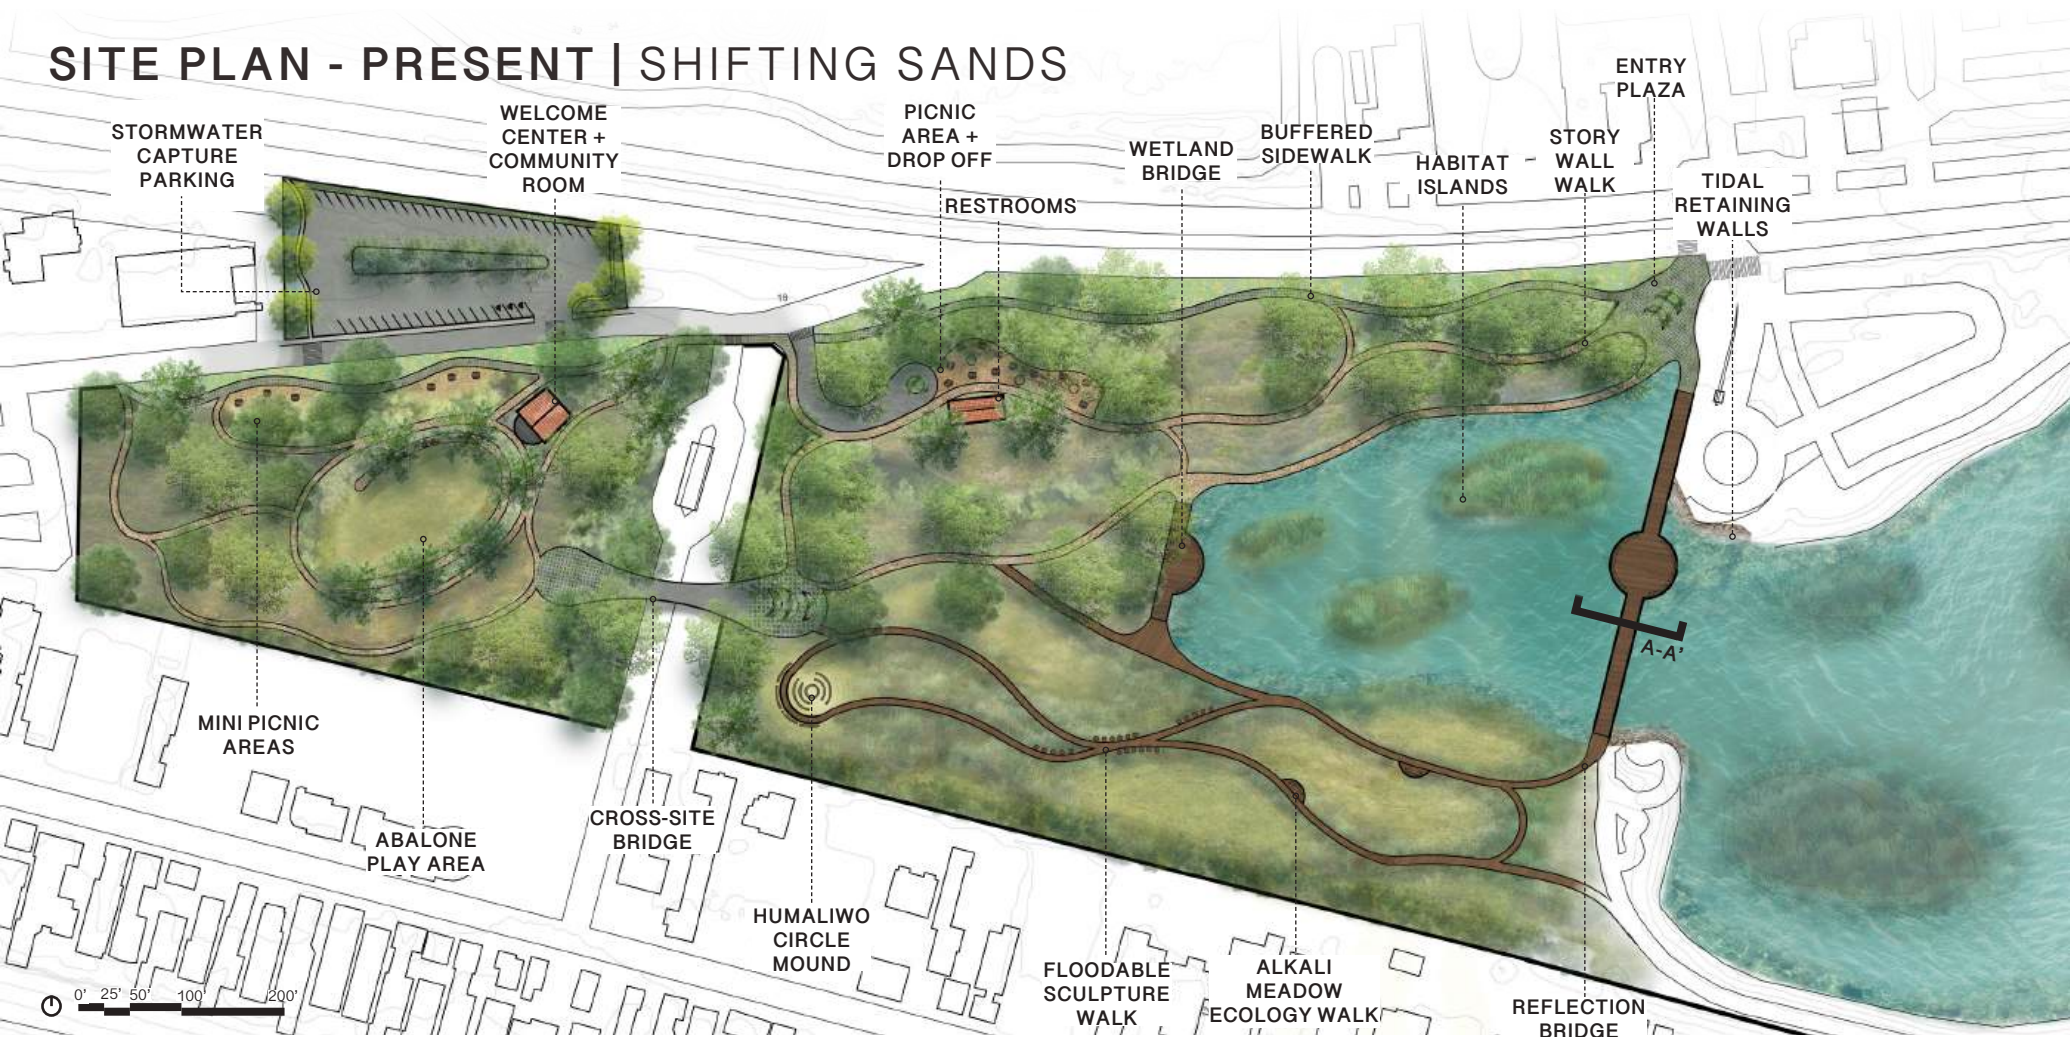 SITE PLAN - PRESENT | SHIFTING SANDS
STORMWATER
CAPTURE
PARKING
WELCOME
CENTER +
COMMUNITY
ROOM
PICNIC
AREA +
DROP OFF
RESTROOMS
WETLAND
BRIDGE
BUFFERED
SIDEWALK
HABITAT
ISLANDS
STORY
WALL
WALK
ENTRY
PLAZA
TIDAL
RETAINING
WALLS
A-A'
MINI PICNIC
AREAS
ABALONE
PLAY AREA
CROSS-SITE
BRIDGE
HUMALIWO
CIRCLE
MOUND
FLOODABLE
SCULPTURE
WALK
ALKALI
MEADOW
ECOLOGY WALK
REFLECTION
BRIDGE
0' 25' 50' 100' 200'